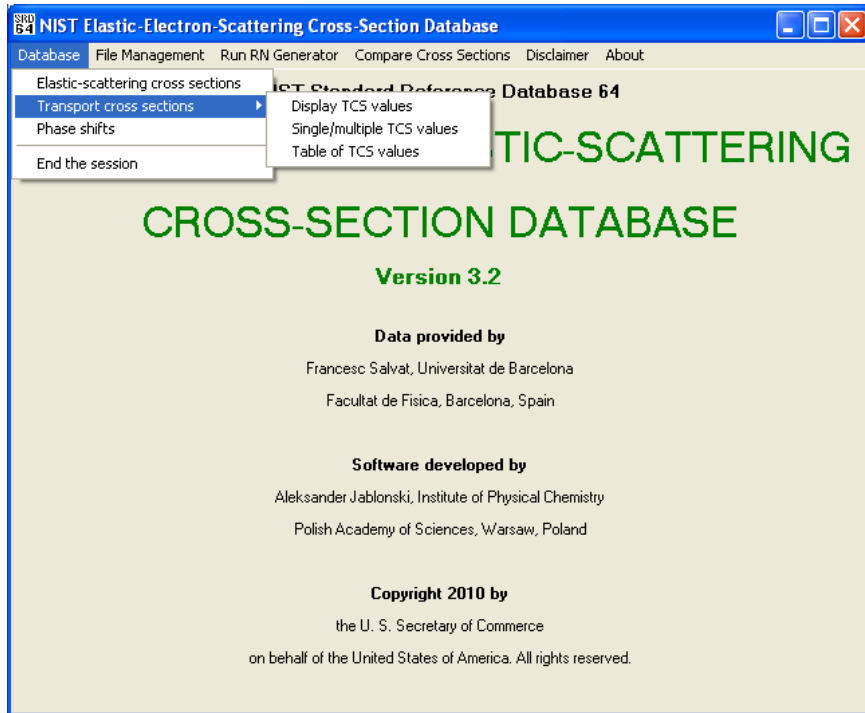 SRD 64 NIST Elastic-Electron-Scattering Cross-Section Database
Database File Management Run RN Generator Compare Cross Sections Disclaimer About
Elastic-scattering cross sections
Transport cross sections
Phase shifts
End the session
Display TCS values
Single/multiple TCS values
Table of TCS values
NIST Standard Reference Database 64
TIC-SCATTERING
CROSS-SECTION DATABASE
Version 3.2
Data provided by
Francesc Salvat, Universitat de Barcelona
Facultat de Fisica, Barcelona, Spain
Software developed by
Aleksander Jablonski, Institute of Physical Chemistry
Polish Academy of Sciences, Warsaw, Poland
Copyright 2010 by
the U. S. Secretary of Commerce
on behalf of the United States of America. All rights reserved.